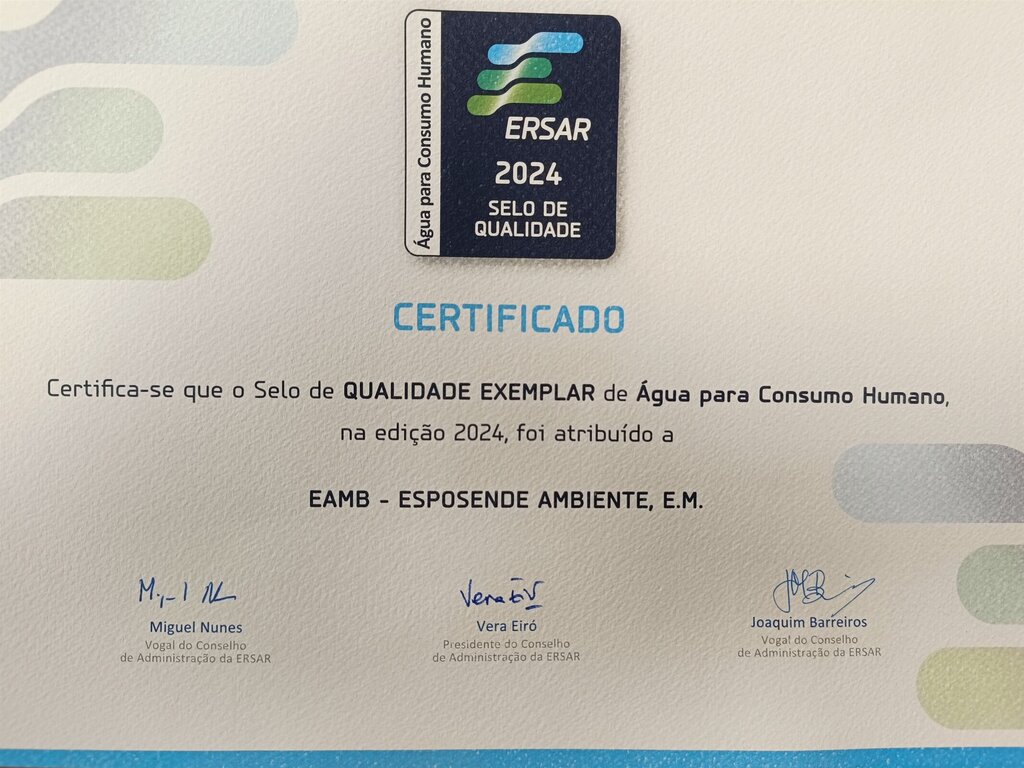 Água para Consumo Humano
ERSAR
2024
SELO DE
QUALIDADE
CERTIFICADO
Certifica-se que o Selo de QUALIDADE EXEMPLAR de Água para Consumo Humano,
na edição 2024, foi atribuído a
EAMB - ESPOSENDE AMBIENTE, E.M.
Miguel Nunes
Vogal do Conselho
de Administração da ERSAR
Vera Eiró
Presidente do Conselho
de Administração da ERSAR
Joaquim Barreiros
Vogal do Conselho
de Administração da ERSAR